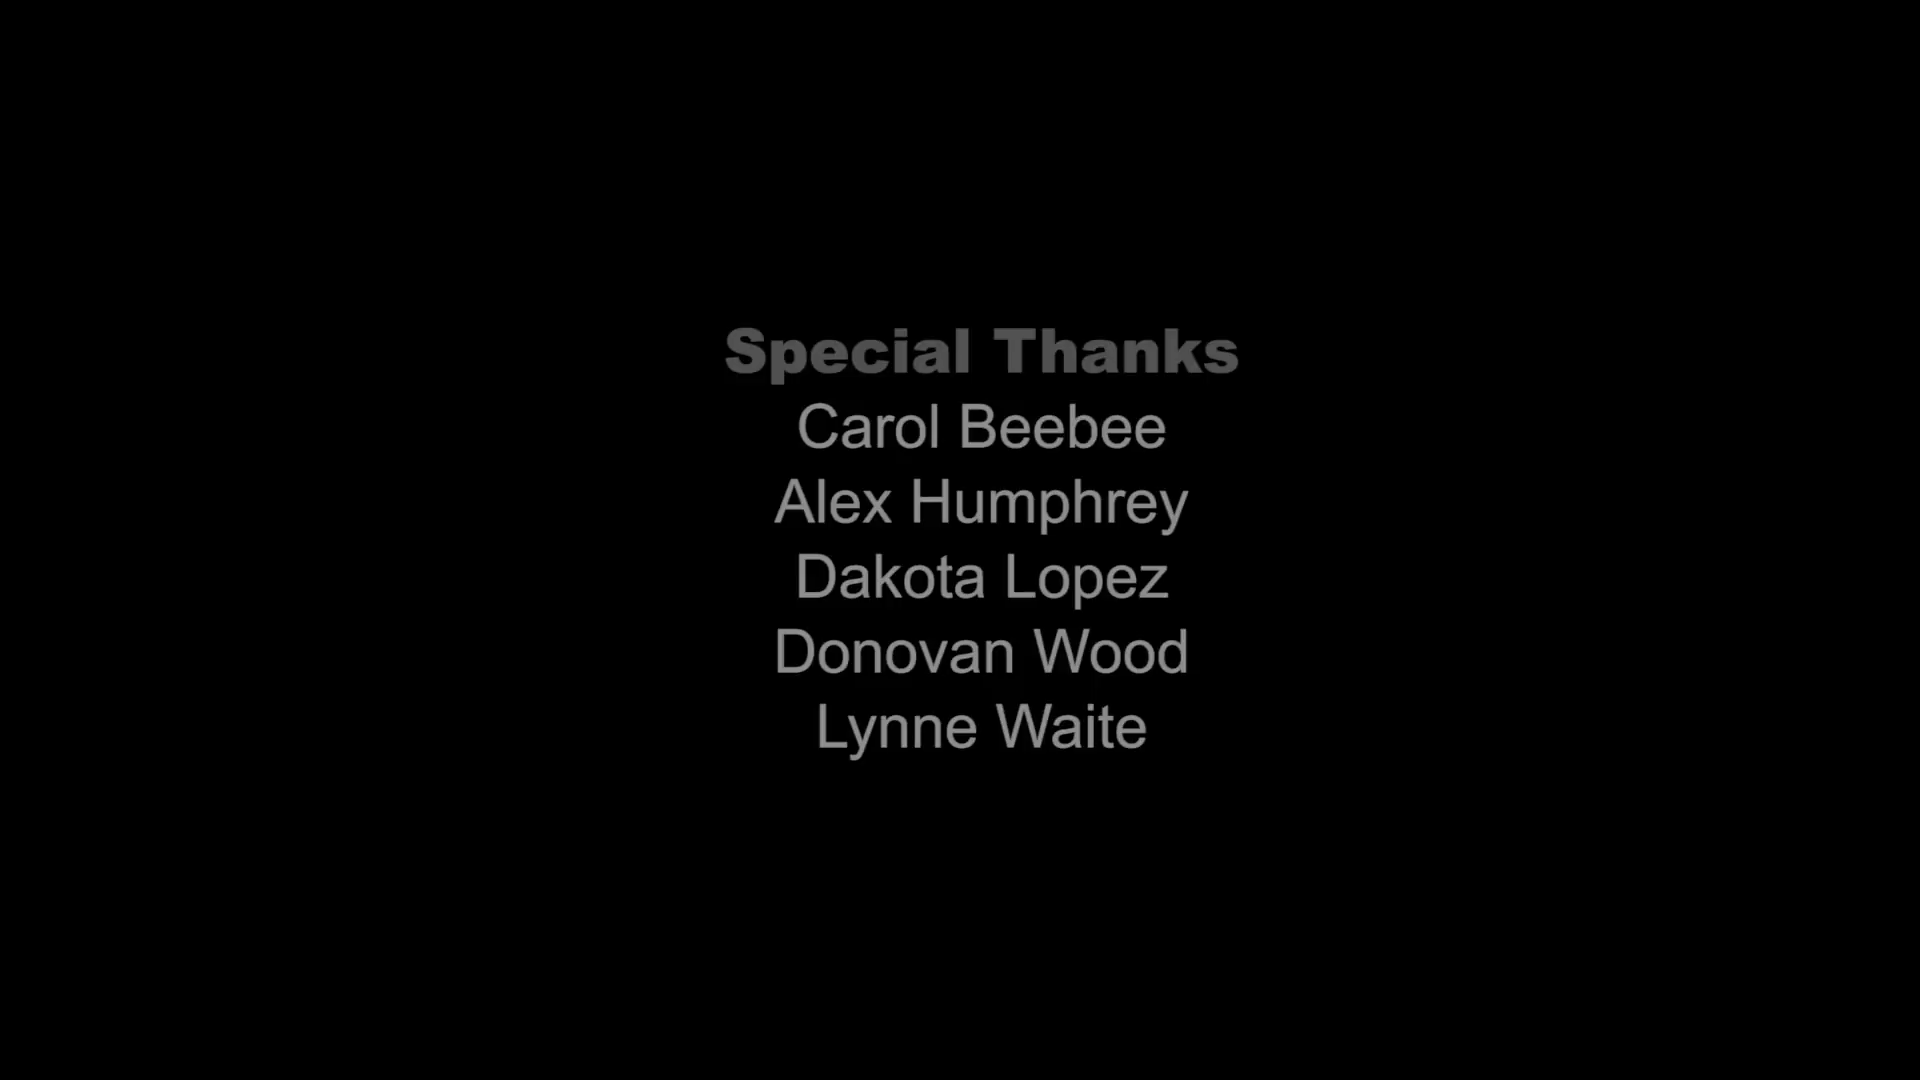 Special Thanks
Carol Beebee
Alex Humphrey
Dakota Lopez
Donovan Wood
Lynne Waite